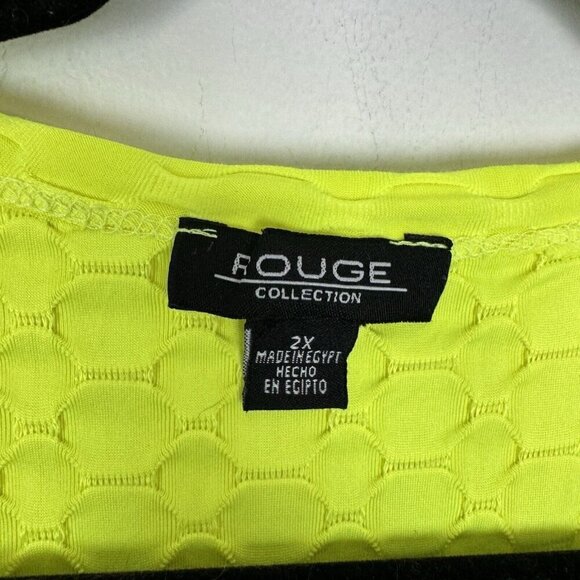 ROUGE
COLLECTION
2X
MADE IN EGYPT
HECHO
EN EGIPTO